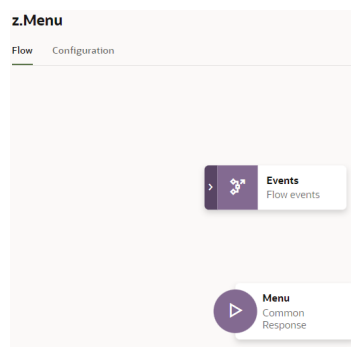 z.Menu
Flow Configuration
Events
Flow events
Menu
Common
Response